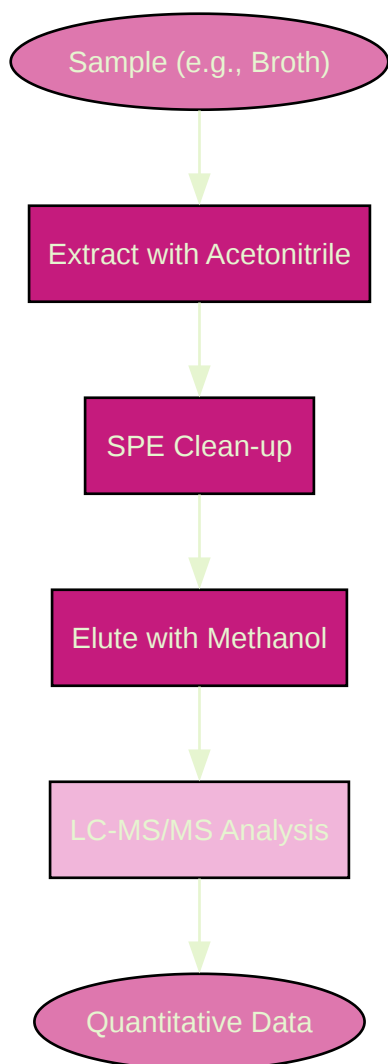 Sample (e.g., Broth)
Extract with Acetonitrile
SPE Clean-up
Elute with Methanol
LC-MS/MS Analysis
Quantitative Data